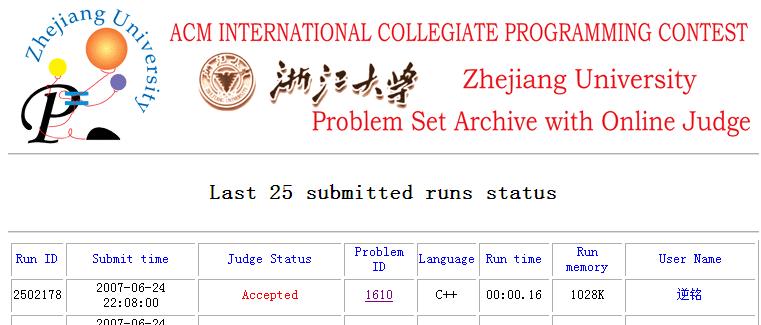 Zhejiang University
ACM INTERNATIONAL COLLEGIATE PROGRAMMING CONTEST
浙江大学
Zhejiang University
Problem Set Archive with Online Judge
Last 25 submitted runs status
Run ID Submit time Judge Status Problem ID Language Run time Run memory User Name
2502178 2007-06-24 22:08:00 Accepted 1610 C++ 00:00.16 1028K 逆铭
2007-06-24